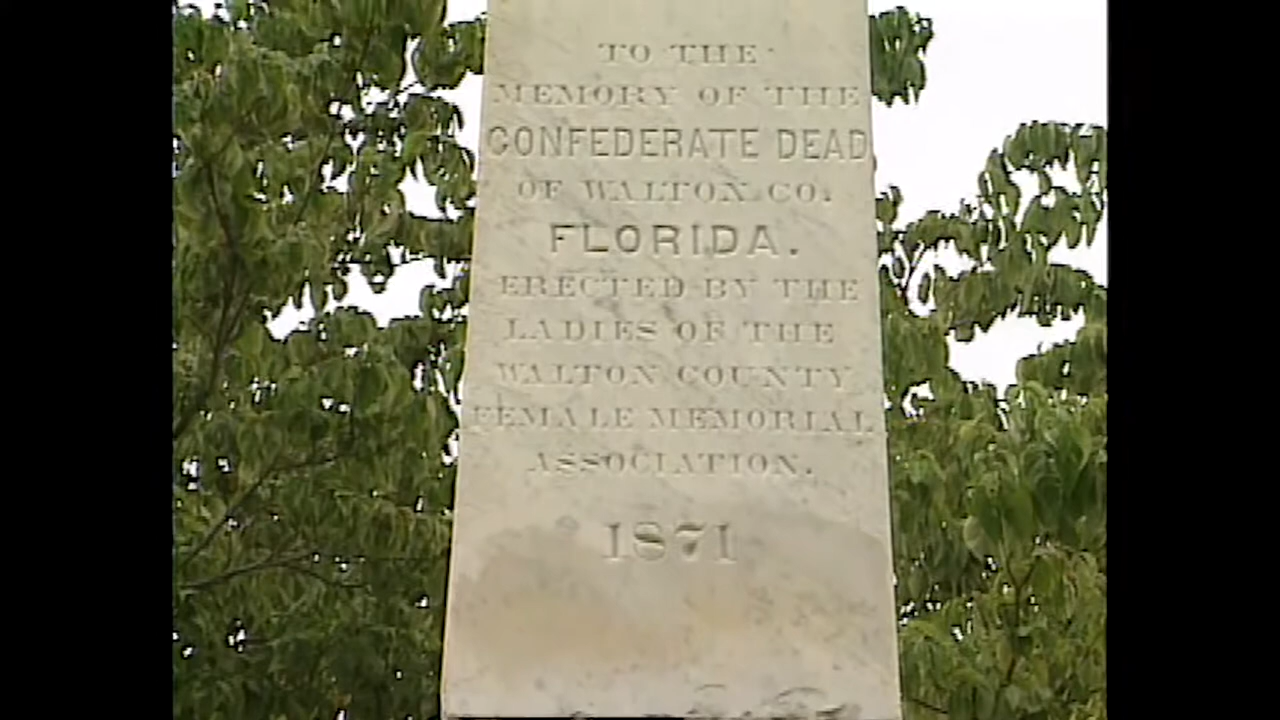 TO THE
MEMORY OF THE
CONFEDERATE DEAD
OF WALTON CO.
FLORIDA.
ERECTED BY THE
LADIES OF THE
WALTON COUNTY
FEMALE MEMORIAL
ASSOCIATION.
1871